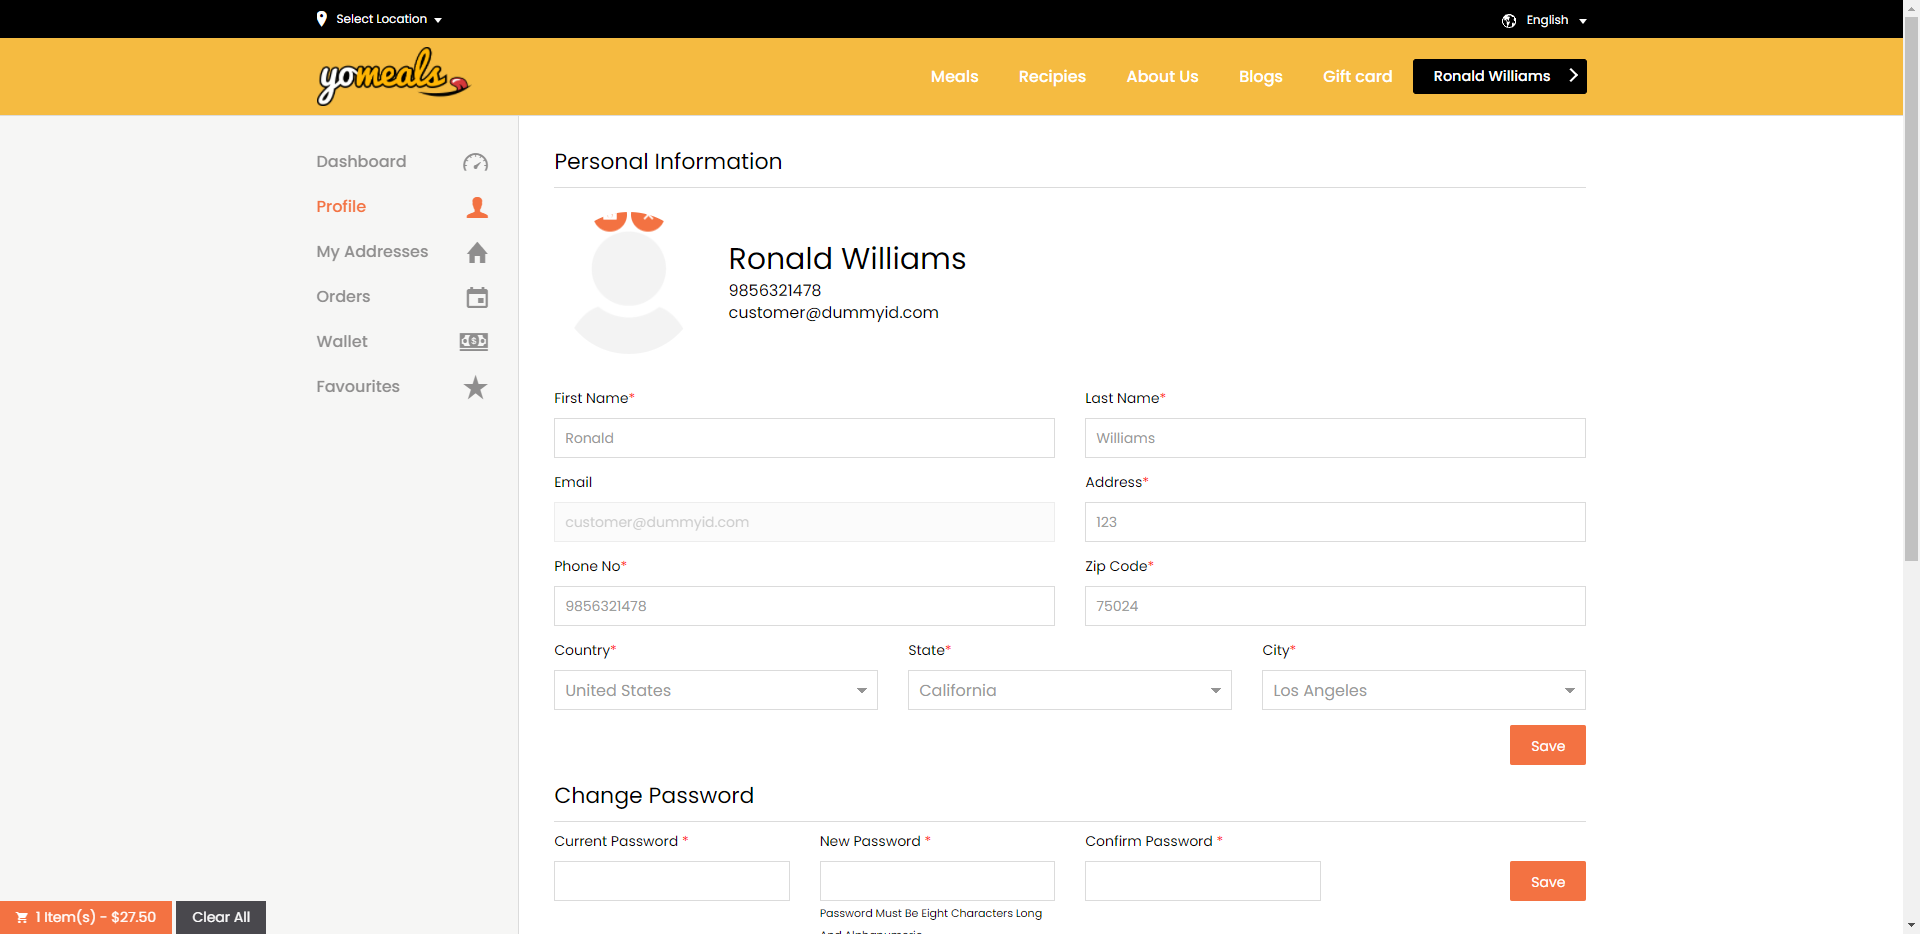 Select Location
English
yomeals
Meals
Recipies
About Us
Blogs
Gift card
Ronald Williams
Dashboard
Profile
My Addresses
Orders
Wallet
Favourites
Personal Information
Ronald Williams
9856321478
customer@dummyid.com
First Name*
Last Name*
Ronald
Williams
Email
Address*
customer@dummyid.com
123
Phone No*
Zip Code*
9856321478
75024
Country*
State*
City*
United States
California
Los Angeles
Save
Change Password
Current Password *
New Password *
Confirm Password *
Save
Password Must Be Eight Characters Long
1 Item(s) - $27.50
Clear All